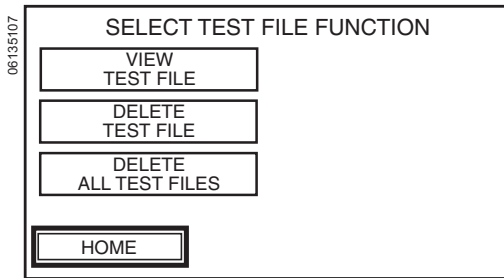 06135107
SELECT TEST FILE FUNCTION
VIEW
TEST FILE
DELETE
TEST FILE
DELETE
ALL TEST FILES
HOME